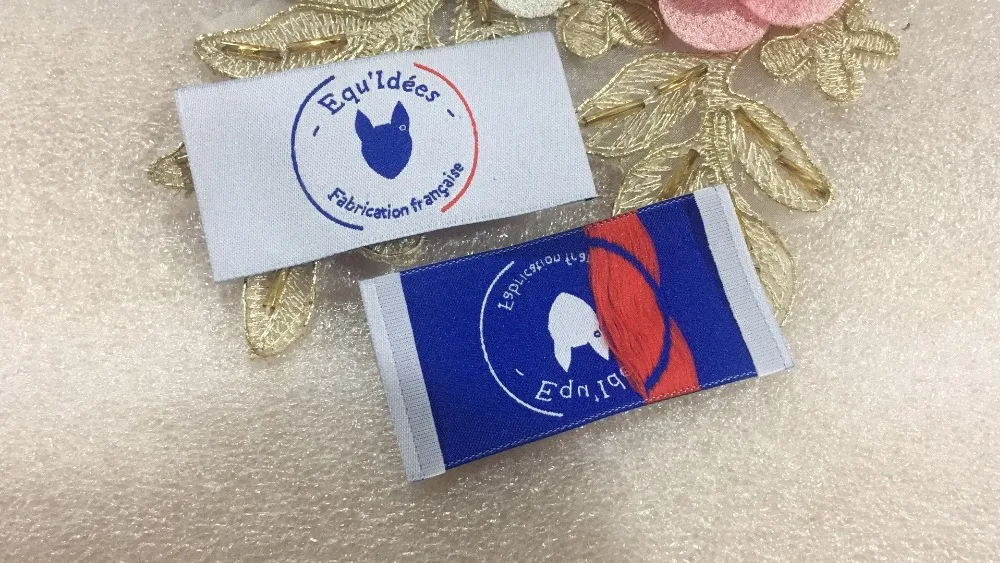 - Equ'Idées -
Fabrication française